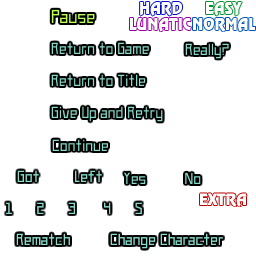 Pause
HARD EASY
LUNATIC NORMAL
Return to Game Really?
Return to Title
Give Up and Retry
Continue
Got Left Yes No
EXTRA
1 2 3 4 5
Rematch Change Character